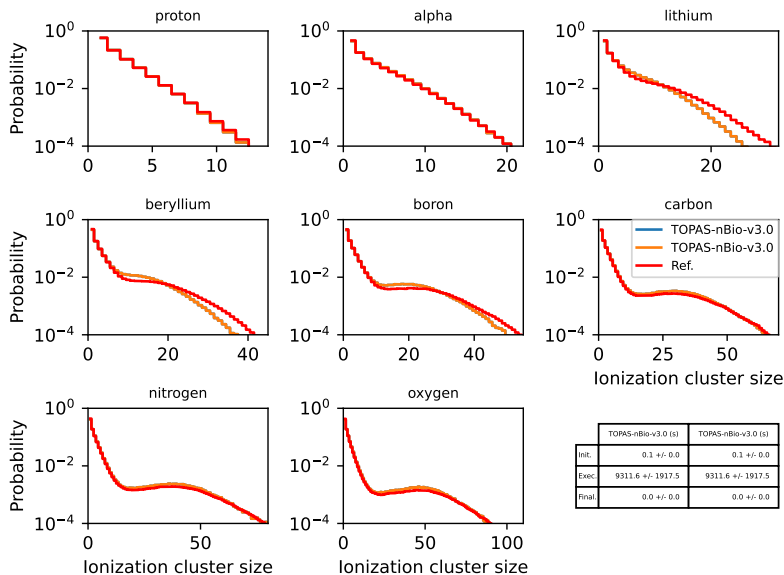 proton
alpha
lithium
Probability
10^0
10^-2
10^-4
0
5
10
10^0
10^-2
10^-4
0
10
20
10^0
10^-2
10^-4
0
20
beryllium
boron
carbon
Probability
10^0
10^-2
10^-4
0
20
40
10^0
10^-2
10^-4
0
20
40
10^0
10^-2
10^-4
0
25
50
Ionization cluster size
TOPAS-nBio-v3.0
TOPAS-nBio-v3.0
Ref.
nitrogen
oxygen
Probability
10^0
10^-2
10^-4
0
50
Ionization cluster size
10^0
10^-2
10^-4
0
50
100
Ionization cluster size
TOPAS-nBio-v3.0 (s) TOPAS-nBio-v3.0 (s)
Init. 0.1 +/- 0.0 0.1 +/- 0.0
Exec. 9311.6 +/- 1917.5 9311.6 +/- 1917.5
Final. 0.0 +/- 0.0 0.0 +/- 0.0